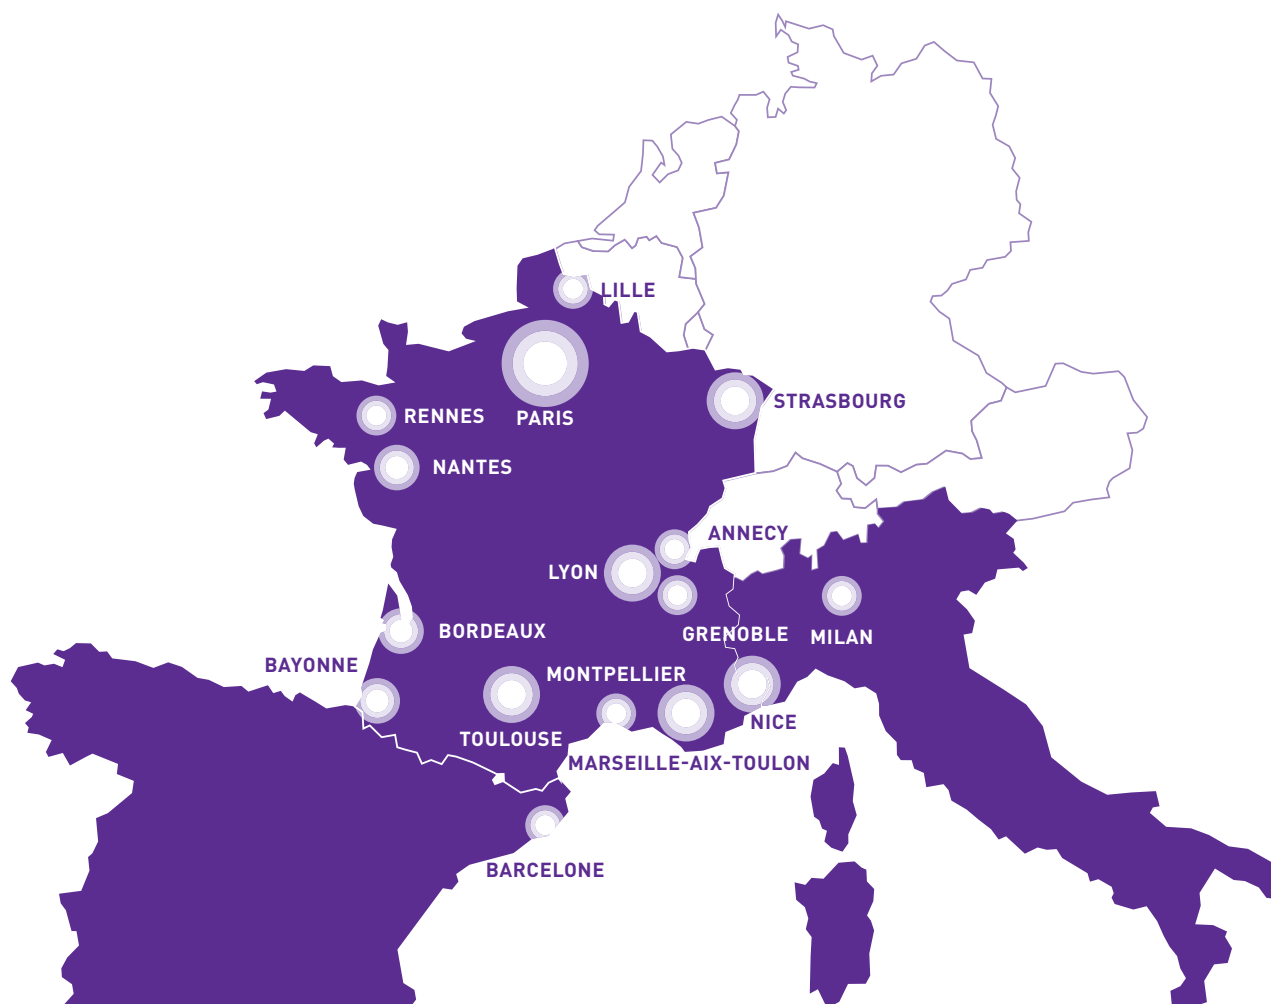 LILLE
STRASBOURG
RENNES
PARIS
NANTES
ANNECY
LYON
BORDEAUX
GRENOBLE
MILAN
BAYONNE
MONTPELLIER
NICE
TOULOUSE
MARSEILLE-AIX-TOULON
BARCELONE